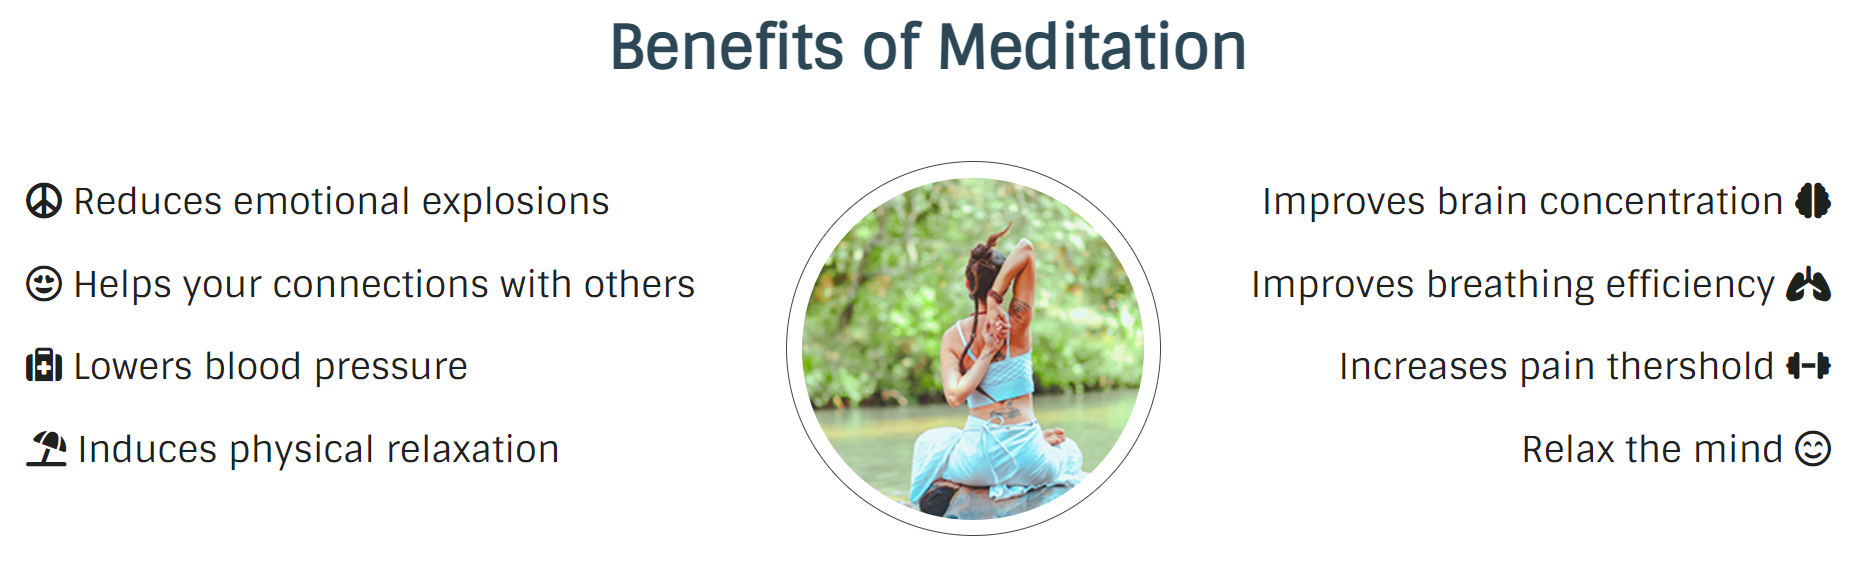 Benefits of Meditation
Reduces emotional explosions
Helps your connections with others
Lowers blood pressure
Induces physical relaxation
Improves brain concentration
Improves breathing efficiency
Increases pain thershold
Relax the mind